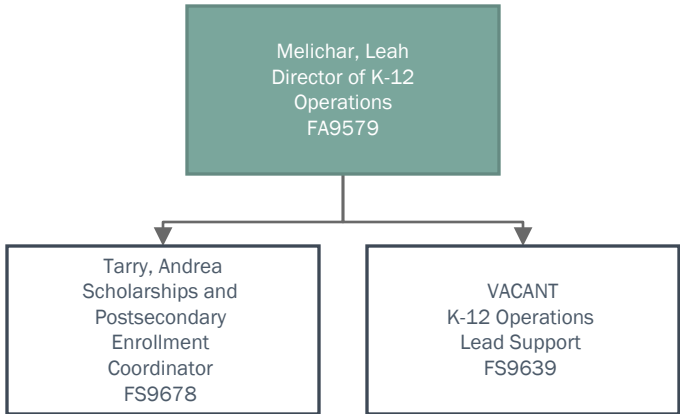 Melichar, Leah
Director of K-12
Operations
FA9579
Tarry, Andrea
Scholarships and
Postsecondary
Enrollment
Coordinator
FS9678
VACANT
K-12 Operations
Lead Support
FS9639